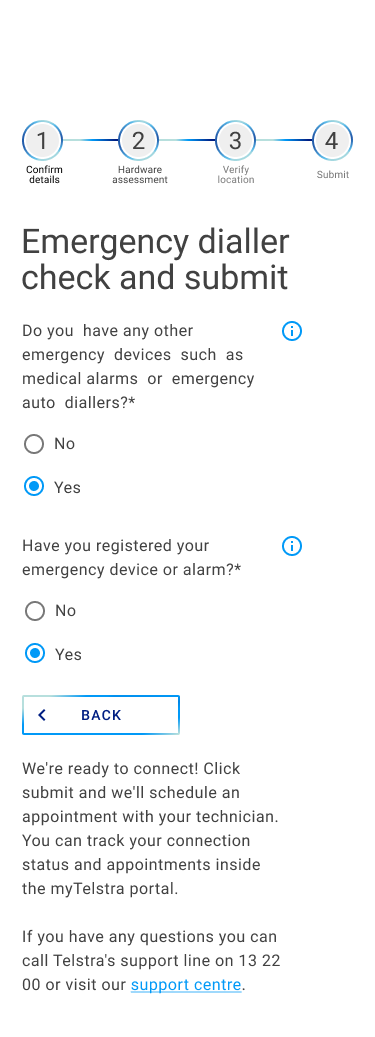 1 2 3 4
Confirm details
Hardware assessment
Verify location
Submit
Emergency dialler
check and submit
Do you have any other
emergency devices such as
medical alarms or emergency
auto diallers?*
No
Yes
Have you registered your
emergency device or alarm?*
No
Yes
BACK
We're ready to connect! Click
submit and we'll schedule an
appointment with your technician.
You can track your connection
status and appointments inside
the myTelstra portal.
If you have any questions you can
call Telstra's support line on 13 22
00 or visit our support centre.